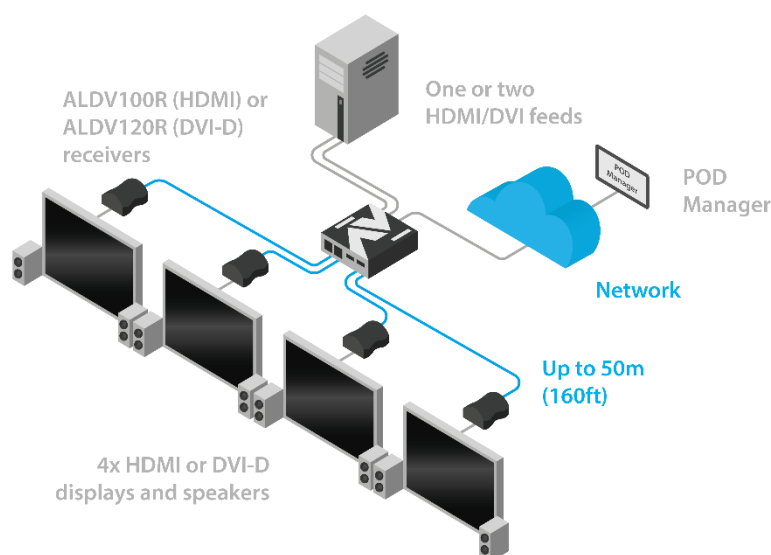 ALDV100R (HDMI) or
ALDV120R (DVI-D)
receivers
One or two
HDMI/DVI feeds
POD
Manager
POD
Manager
Network
Up to 50m
(160ft)
4x HDMI or DVI-D
displays and speakers